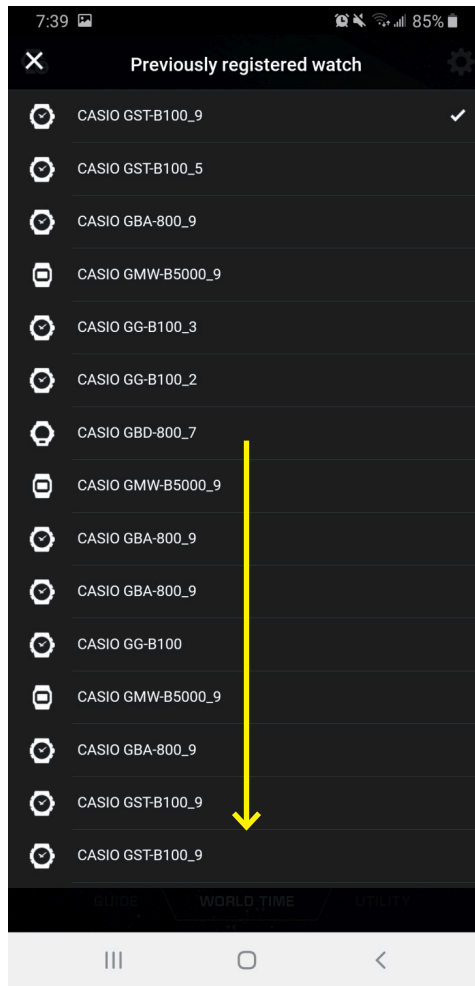 7:39 85%
Previously registered watch
CASIO GST-B100_9
CASIO GST-B100_5
CASIO GBA-800_9
CASIO GMW-B5000_9
CASIO GG-B100_3
CASIO GG-B100_2
CASIO GBD-800_7
CASIO GMW-B5000_9
CASIO GBA-800_9
CASIO GBA-800_9
CASIO GG-B100
CASIO GMW-B5000_9
CASIO GBA-800_9
CASIO GST-B100_9
CASIO GST-B100_9
GUIDE WORLD TIME UTILITY